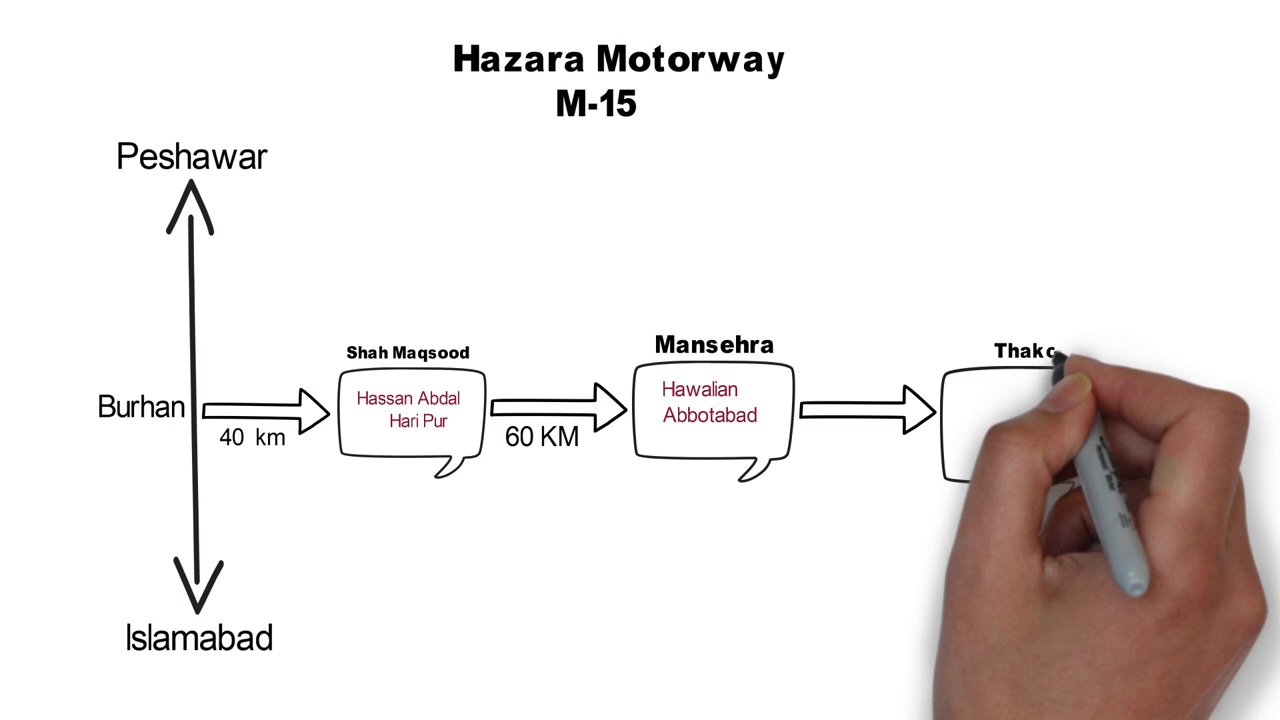 Hazara Motorway
M-15
Peshawar
Burhan
40 km
Shah Maqsood
Hassan Abdal
Hari Pur
60 KM
Mansehra
Hawalian
Abbotabad
Islamabad